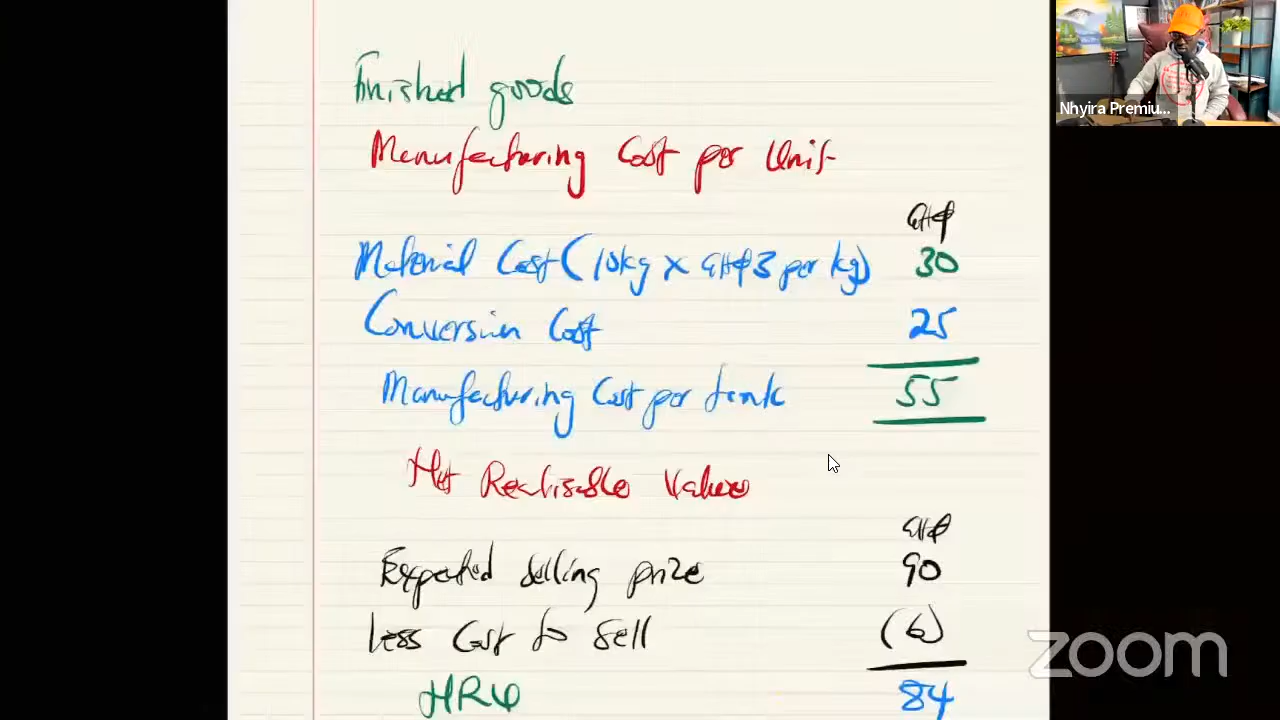 Finished goods
Manufacturing Cost per Unit
GH¢
Material Cost (10kg x GH¢3 per kg) 30
Conversion Cost 25
Manufacturing Cost per tank 55
Net Realisable Value
GH¢
Expected selling price 90
Less Cost to sell (6)
NRV 84
Nhyira Premiu...
zoom